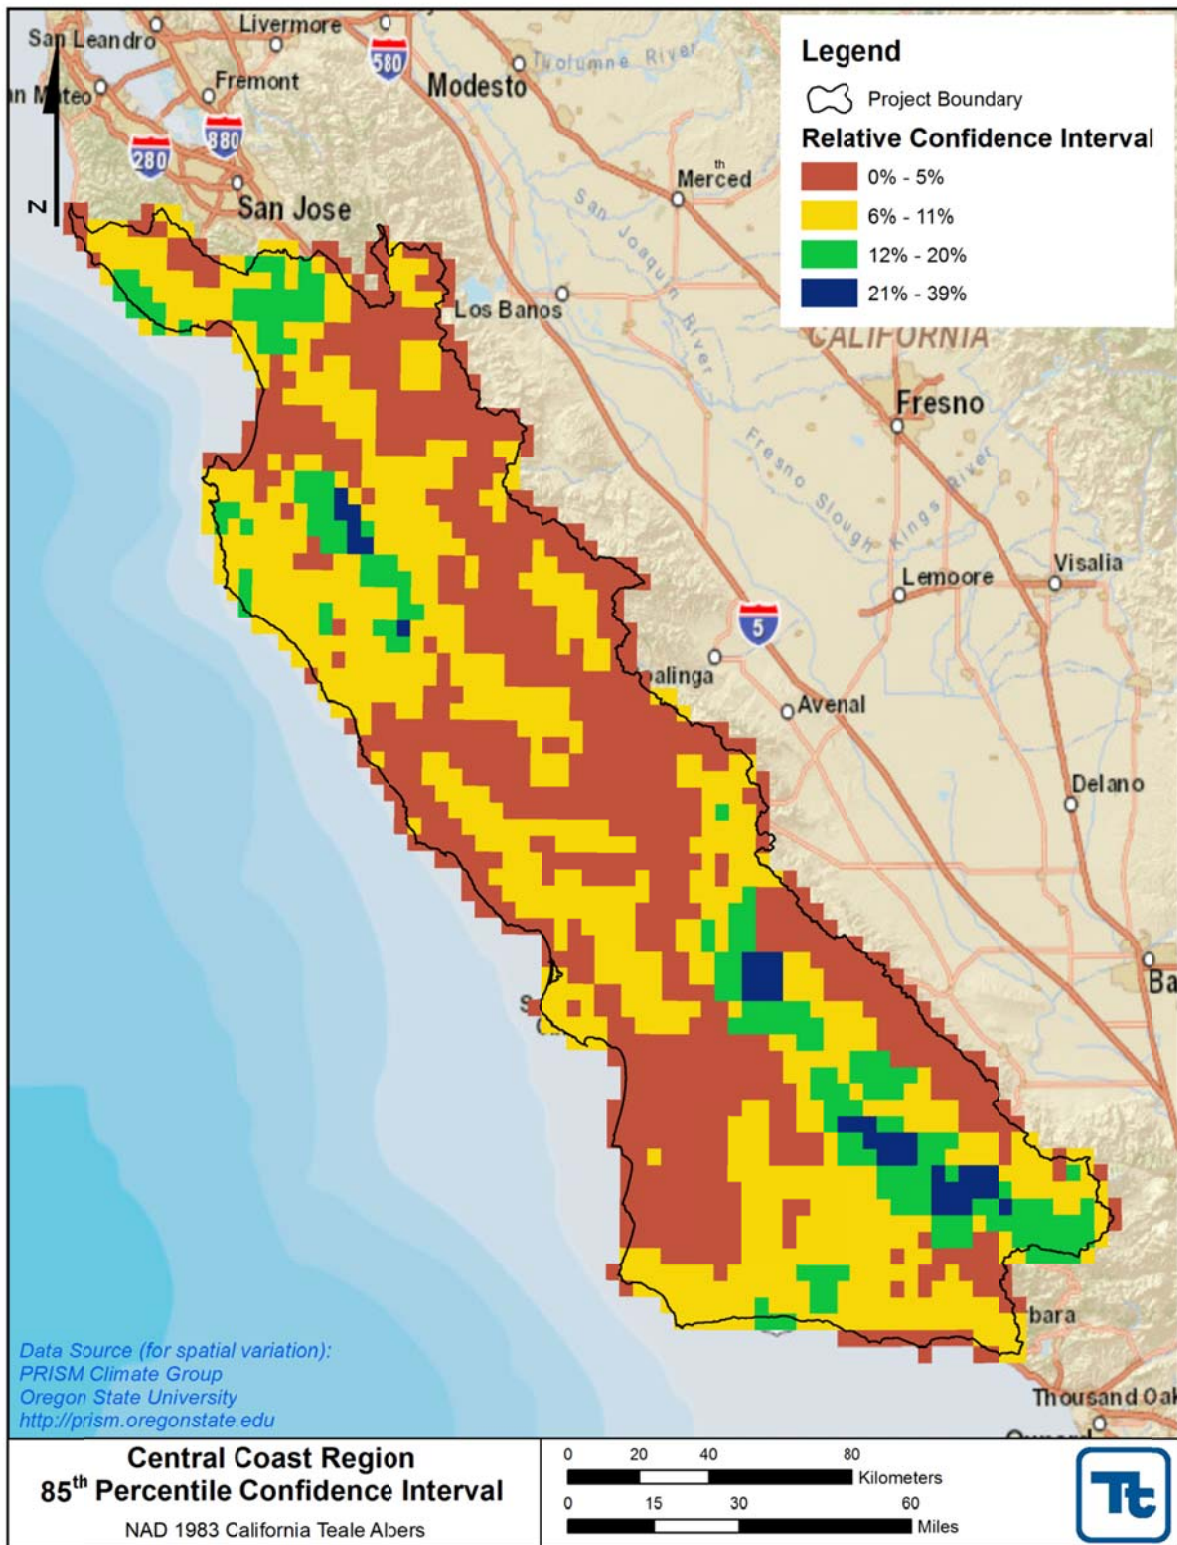 Livermore
San Leandro
580
Tuolumne River
Modesto
Fremont
an Mateo
880
280
Merced
th
San Jose
N
San Joaquin River
Los Banos
Legend
Project Boundary
Relative Confidence Interval
0% - 5%
6% - 11%
12% - 20%
21% - 39%
CALIFORNIA
Fresno
Fresno Slough
Kings River
Visalia
Lemoore
5
palinga
Avenal
Delano
Ba
S
bara
Thousand Oak
Data Source (for spatial variation):
PRISM Climate Group
Oregon State University
http://prism.oregonstate.edu
Central Coast Region
85th Percentile Confidence Interval
NAD 1983 California Teale Albers
0 20 40 80
Kilometers
0 15 30 60
Miles
Tt